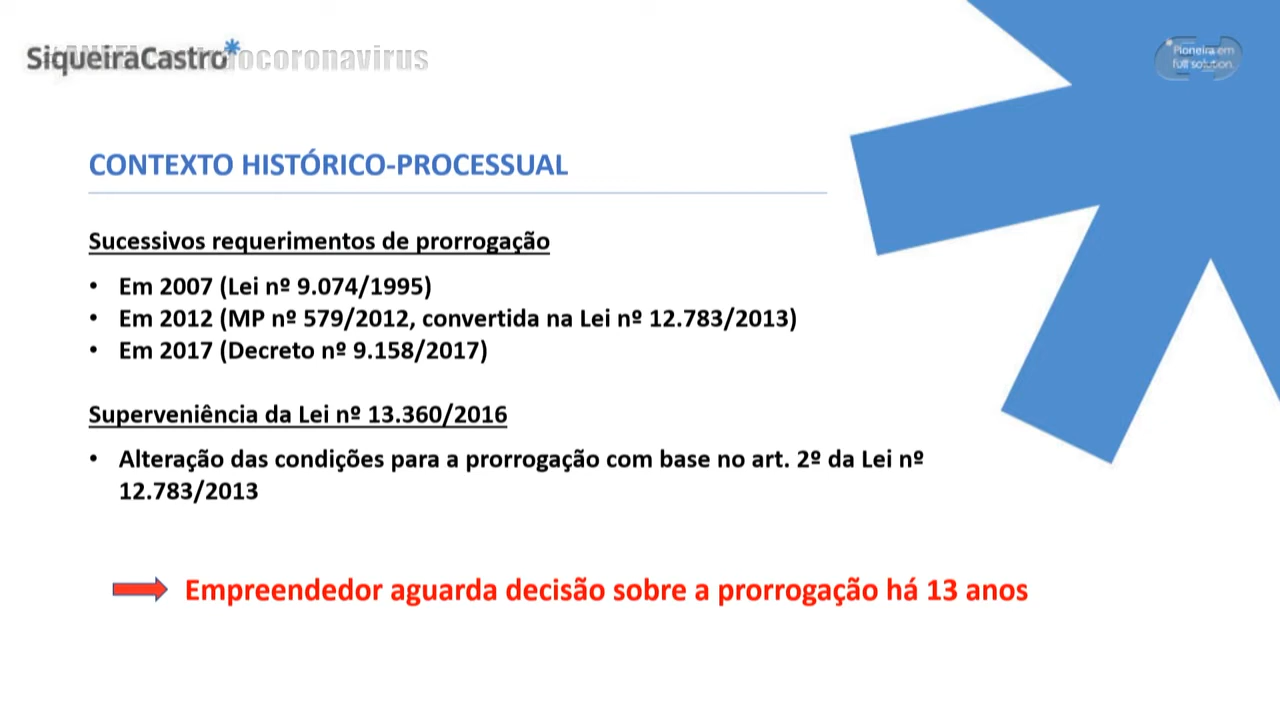 SiqueiraCastro
coronavirus
Pioneira em
full solution
CONTEXTO HISTÓRICO-PROCESSUAL
Sucessivos requerimentos de prorrogação
• Em 2007 (Lei nº 9.074/1995)
• Em 2012 (MP nº 579/2012, convertida na Lei nº 12.783/2013)
• Em 2017 (Decreto nº 9.158/2017)
Superveniência da Lei nº 13.360/2016
• Alteração das condições para a prorrogação com base no art. 2º da Lei nº
12.783/2013
Empreendedor aguarda decisão sobre a prorrogação há 13 anos